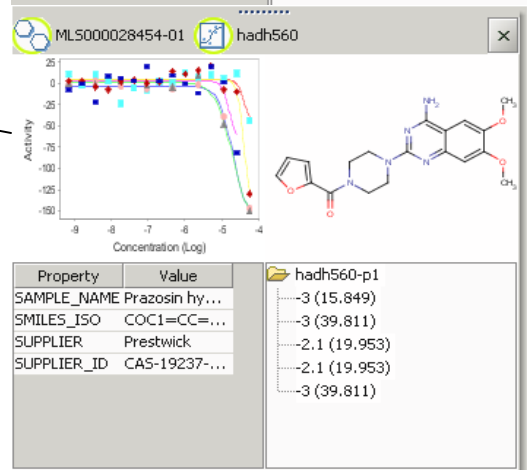 MLS000028454-01 hadh560
25
0
-25
-50
-75
-100
-125
-150
Activity
-9 -8 -7 -6 -5 -4
Concentration (Log)
NH2
N
N
N
N
O
O
O
CH3
O
CH3
Property Value
SAMPLE_NAME Prazosin hy...
SMILES_ISO COC1=CC=...
SUPPLIER Prestwick
SUPPLIER_ID CAS-19237-...
hadh560-p1
-3 (15.849)
-3 (39.811)
-2.1 (19.953)
-2.1 (19.953)
-3 (39.811)